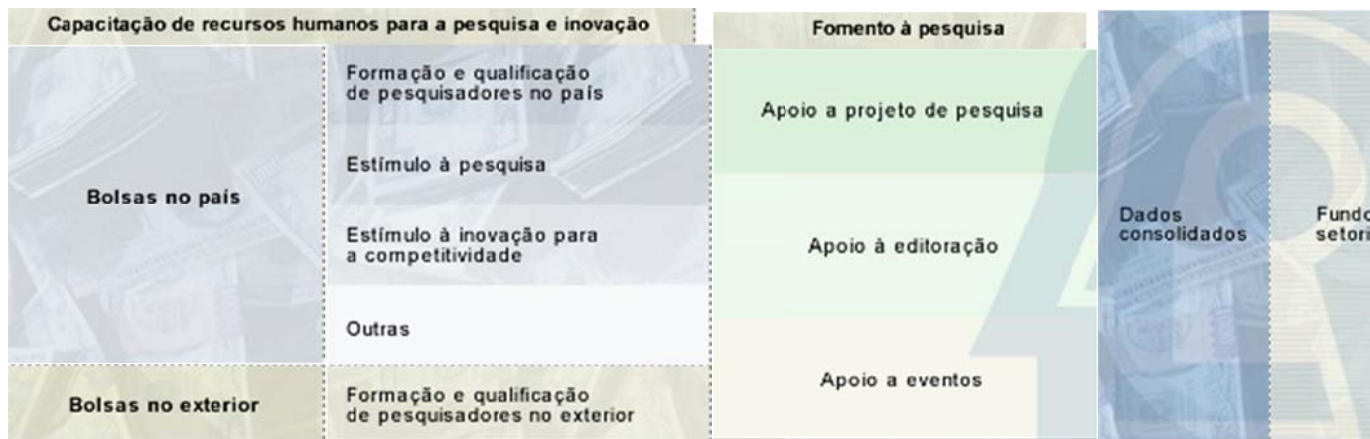 Capacitação de recursos humanos para a pesquisa e inovação
Bolsas no país
Formação e qualificação
de pesquisadores no país
Estímulo à pesquisa
Estímulo à inovação para
a competitividade
Outras
Bolsas no exterior
Formação e qualificação
de pesquisadores no exterior
Fomento à pesquisa
Apoio a projeto de pesquisa
Apoio à editoração
Apoio a eventos
Dados
consolidados